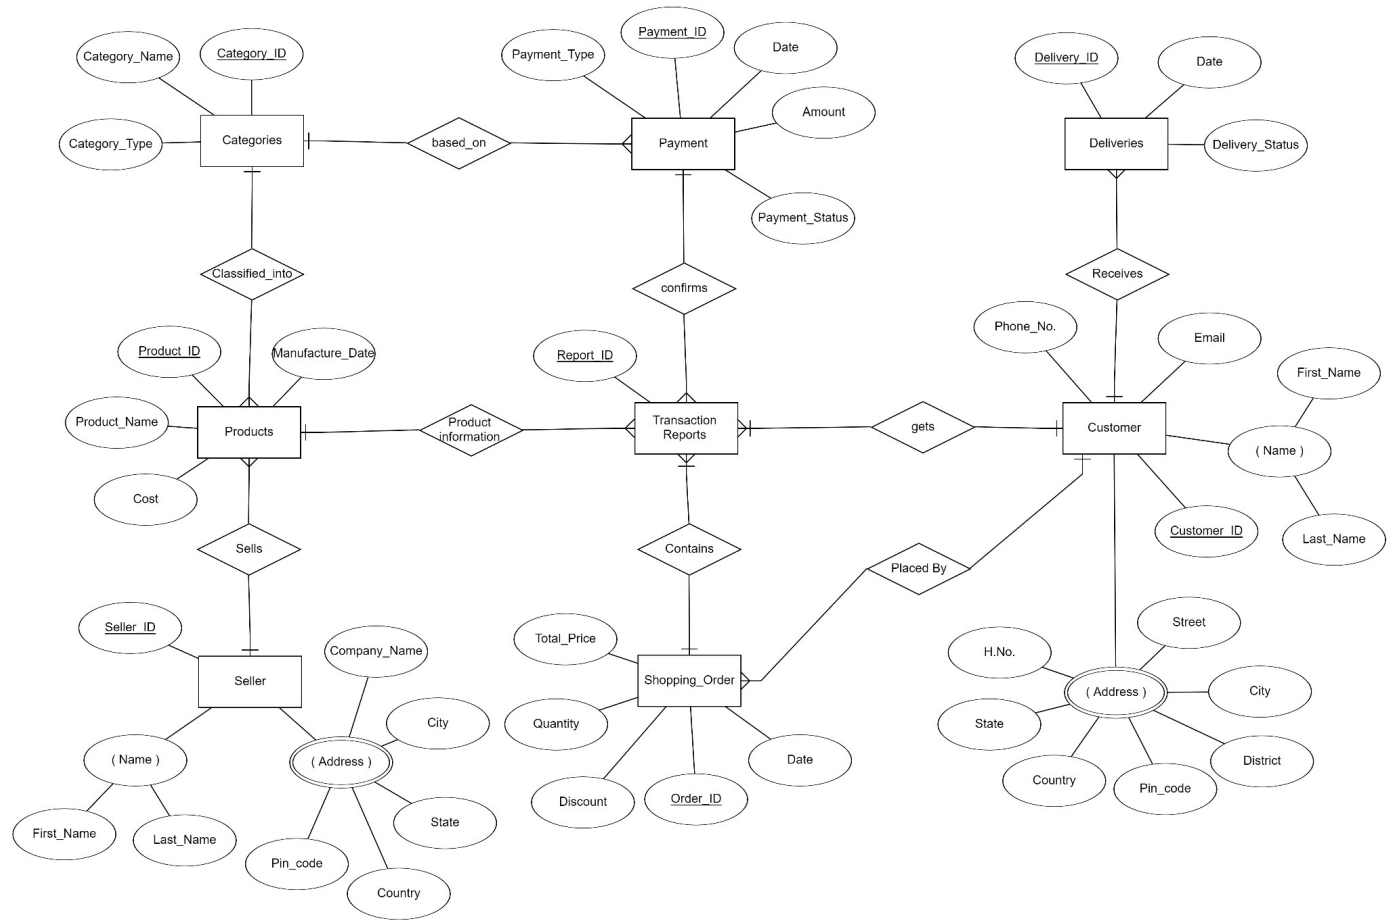 Category_Name
Category_ID
Category_Type
Categories
based_on
Payment_Type
Payment_ID
Date
Amount
Payment
Payment_Status
Delivery_ID
Date
Deliveries
Delivery_Status
Classified_into
confirms
Receives
Product_ID
Manufacture_Date
Product_Name
Products
Cost
Product
information
Report_ID
Transaction
Reports
gets
Phone_No.
Email
Customer
First_Name
( Name )
Last_Name
Customer_ID
Sells
Contains
Placed By
Seller_ID
Seller
Company_Name
City
( Name )
( Address )
First_Name
Last_Name
State
Pin_code
Country
Total_Price
Shopping_Order
Quantity
Date
Discount
Order_ID
Street
H.No.
( Address )
City
State
District
Country
Pin_code